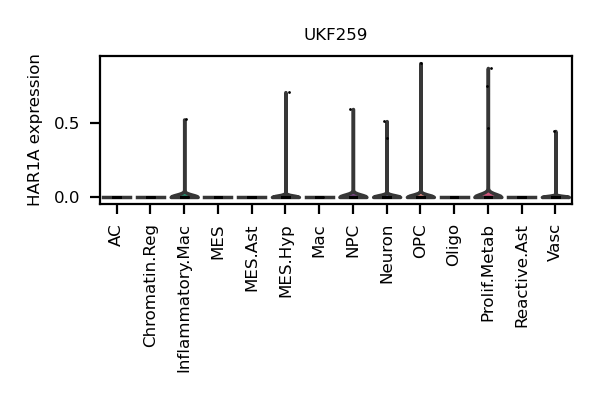 UKF259
HAR1A expression
0.5
0.0
AC
Chromatin.Reg
Inflammatory.Mac
MES
MES.Ast
MES.Hyp
Mac
NPC
Neuron
OPC
Oligo
Prolif.Metab
Reactive.Ast
Vasc